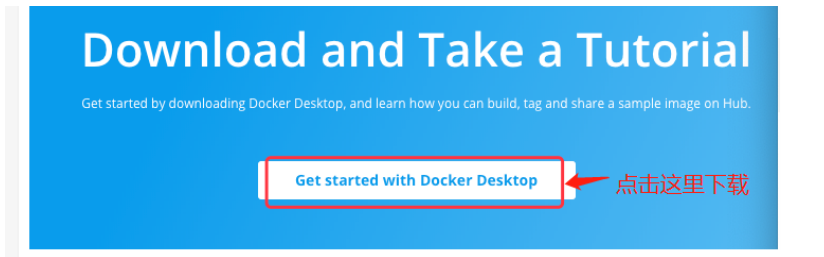 Download and Take a Tutorial
Get started by downloading Docker Desktop, and learn how you can build, tag and share a sample image on Hub.
Get started with Docker Desktop
点击这里下载